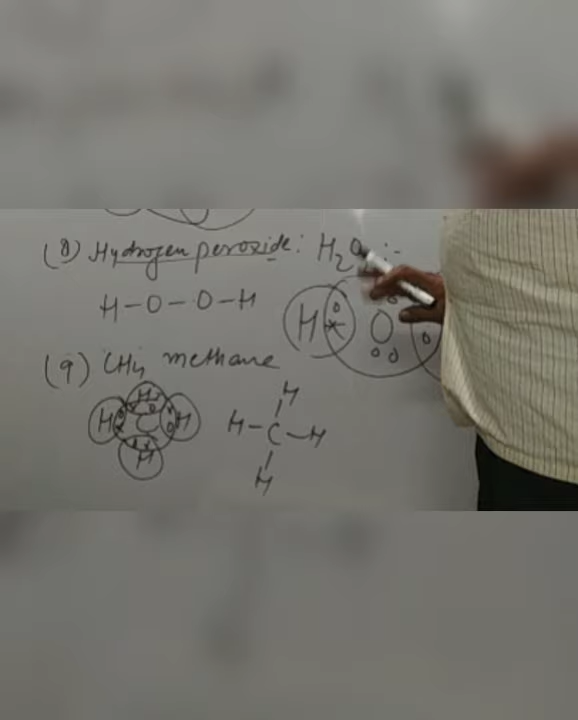 (8) Hydrogen peroxide: H2O2 :-
H-O-O-H
H O
(9) CH4 methane
H
H C H
H
H
H-C-H
H